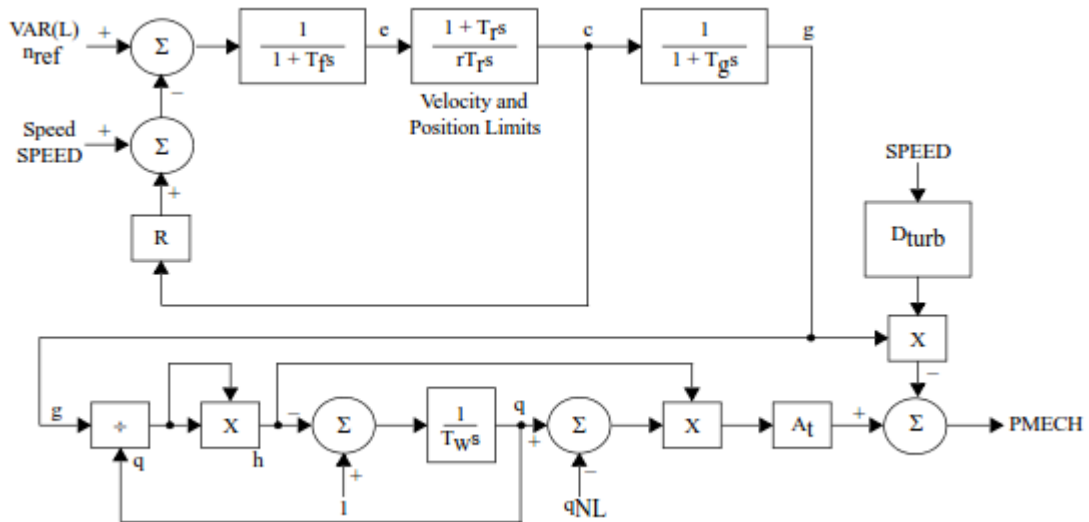 VAR(L)
nref
+
Σ
1
1 + Tfs
e
1 + Trs
rTrs
c
1
1 + Tgs
g
Velocity and
Position Limits
−
Speed
SPEED
+
Σ
+
R
SPEED
Dturb
X
−
g
÷
q
X
h
−
Σ
+
1
1
Tws
q
+
Σ
−
qNL
X
At
+
Σ
PMECH